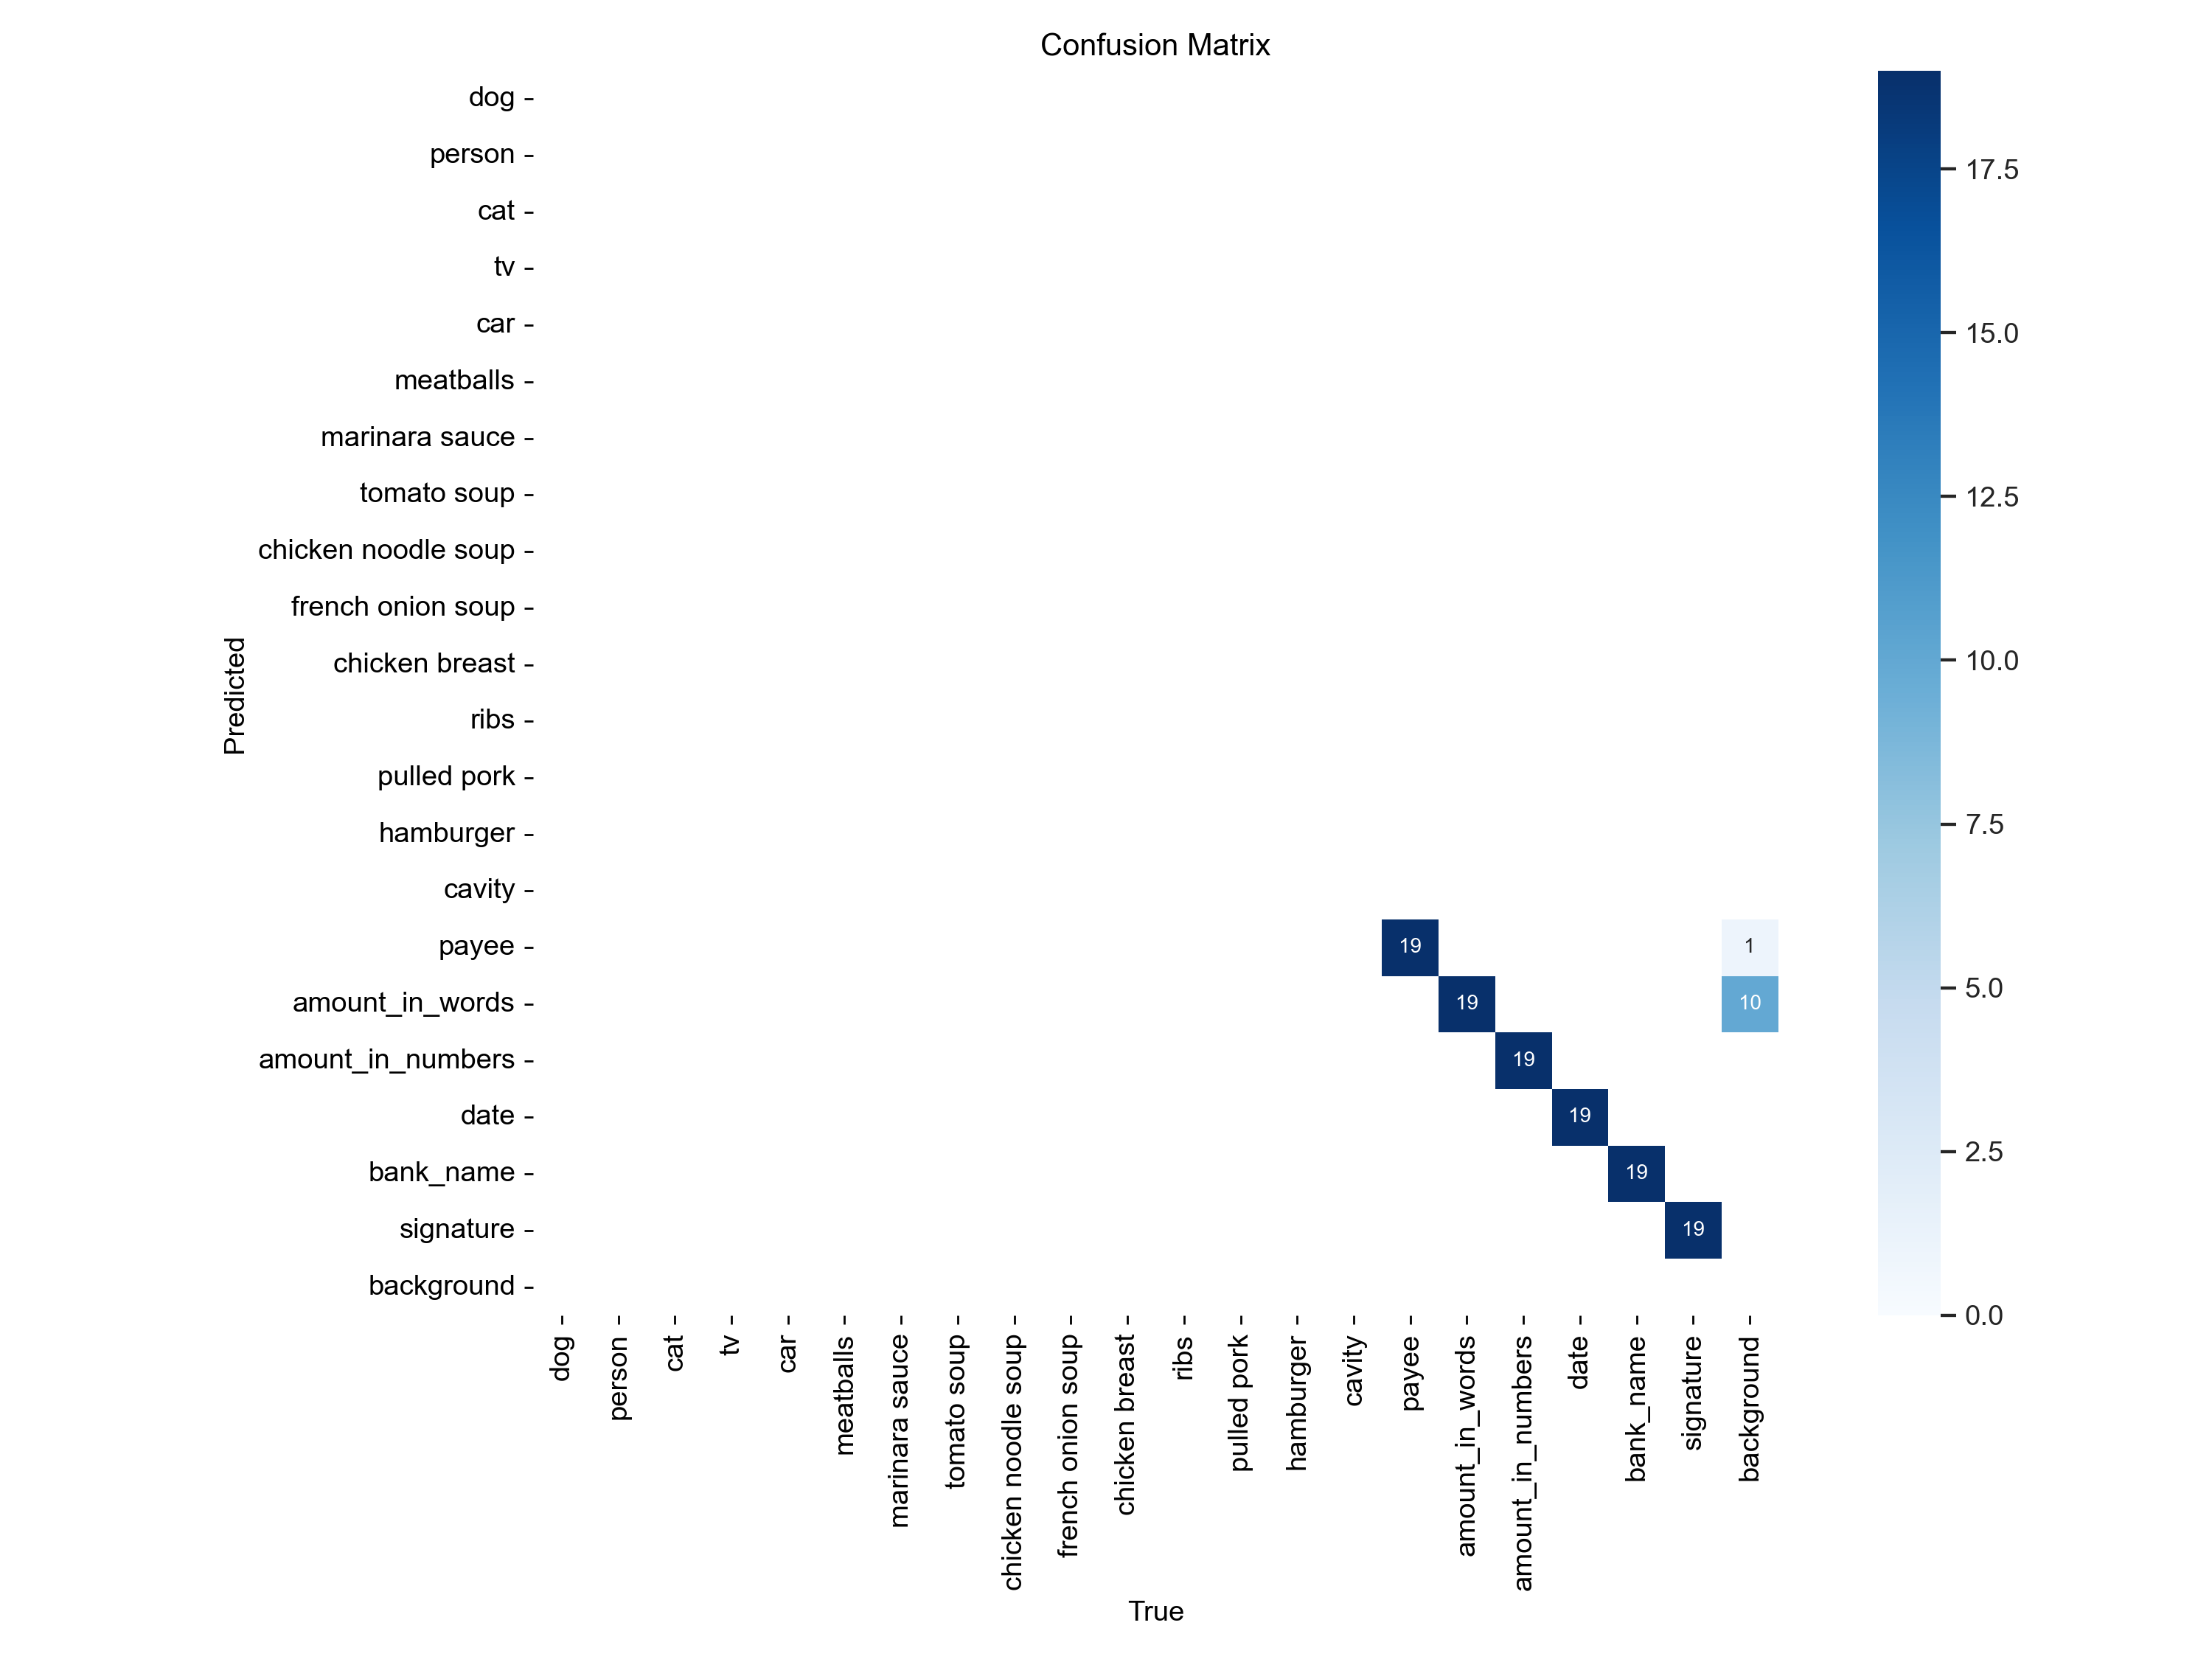 Confusion Matrix
dog
person
cat
tv
car
meatballs
marinara sauce
tomato soup
chicken noodle soup
french onion soup
chicken breast
ribs
pulled pork
hamburger
cavity
payee
amount_in_words
amount_in_numbers
date
bank_name
signature
background
Predicted
19 1
19 10
19
19
19
19
17.5
15.0
12.5
10.0
7.5
5.0
2.5
0.0
dog
person
cat
tv
car
meatballs
marinara sauce
tomato soup
chicken noodle soup
french onion soup
chicken breast
ribs
pulled pork
hamburger
cavity
payee
amount_in_words
amount_in_numbers
date
bank_name
signature
background
True